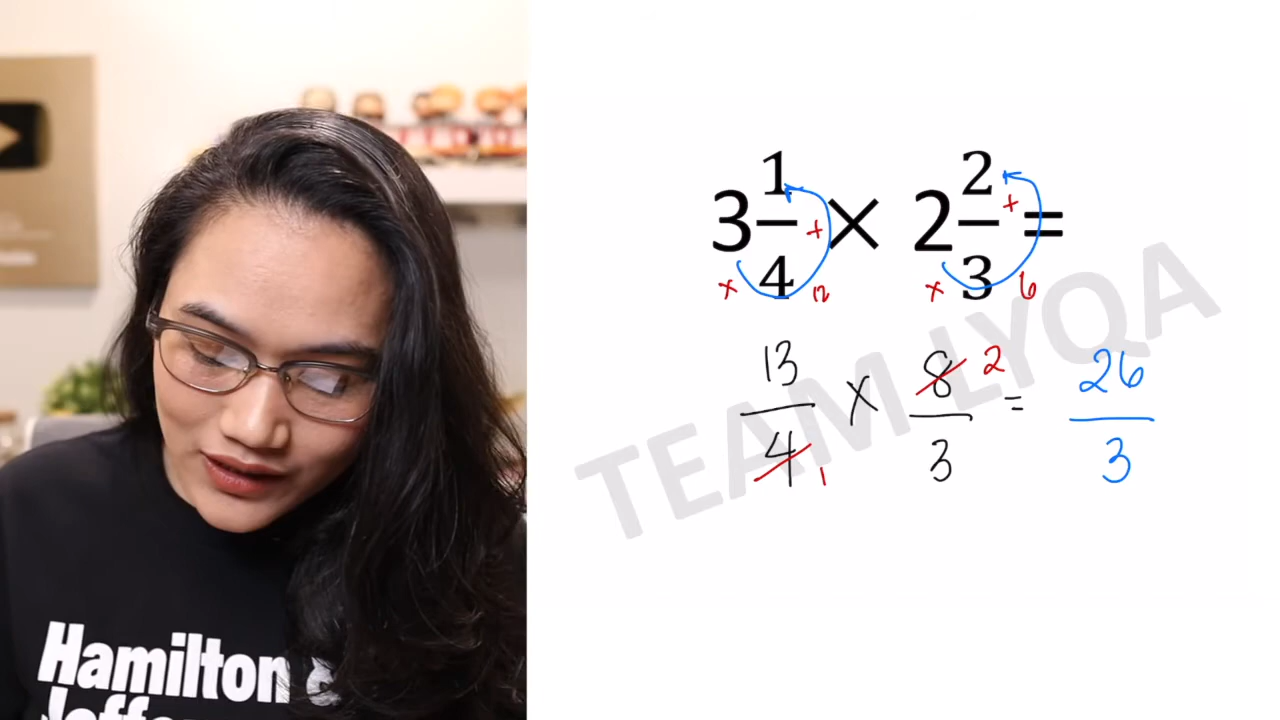 3 1/4 × 2 2/3 =
x 12 + x 6 +
13/4 x 8/3 = 26/3
1 2
TEAM LYQA
Hamilton &